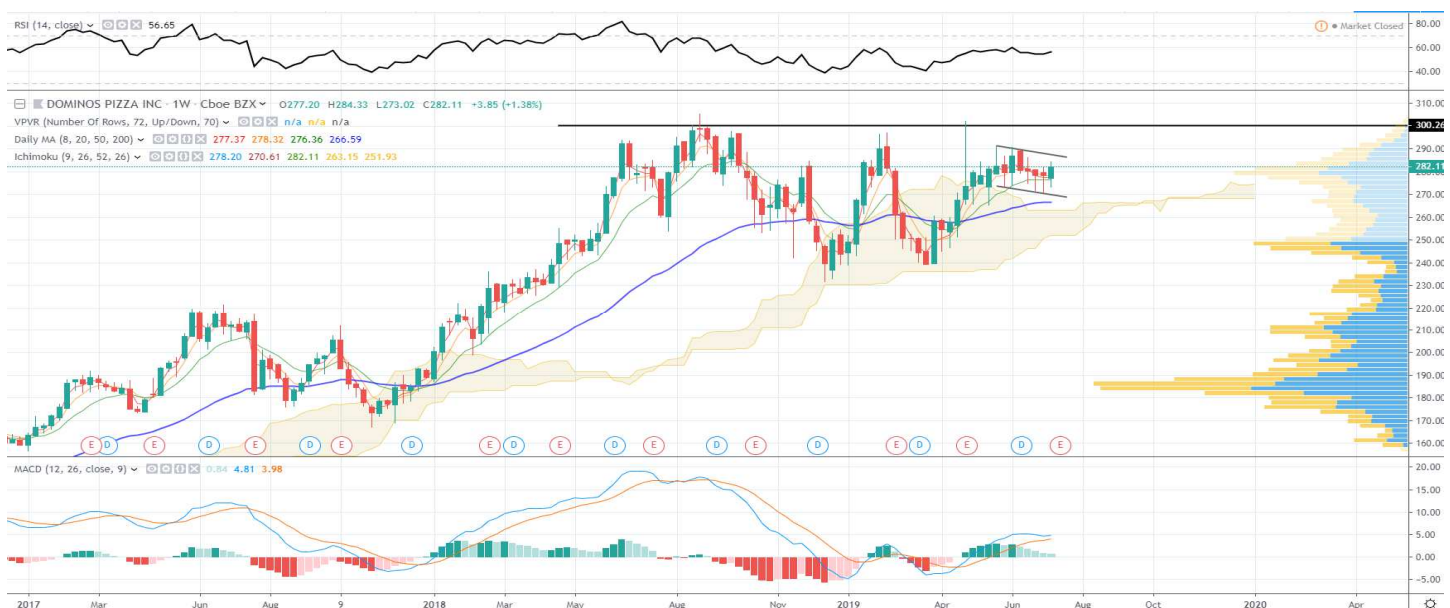 RSI (14, close) 56.65
Market Closed
80.00
60.00
40.00
DOMINOS PIZZA INC · 1W · Cboe BZX O277.20 H284.33 L273.02 C282.11 +3.85 (+1.38%)
VPVR (Number Of Rows, 72, Up/Down, 70) n/a n/a n/a
Daily MA (8, 20, 50, 200) 277.37 278.32 276.36 266.59
Ichimoku (9, 26, 52, 26) 278.20 270.61 282.11 263.15 251.93
310.00
300.26
290.00
282.11
270.00
260.00
250.00
240.00
230.00
220.00
210.00
200.00
190.00
180.00
170.00
160.00
E D E D E D E D E D E D E D E D E D E D E
MACD (12, 26, close, 9) 0.84 4.81 3.98
20.00
15.00
10.00
5.00
0.00
−5.00
2017 Mar Jun Aug 9 2018 Mar May Aug Nov 2019 Apr Jun Aug Oct 2020 Apr